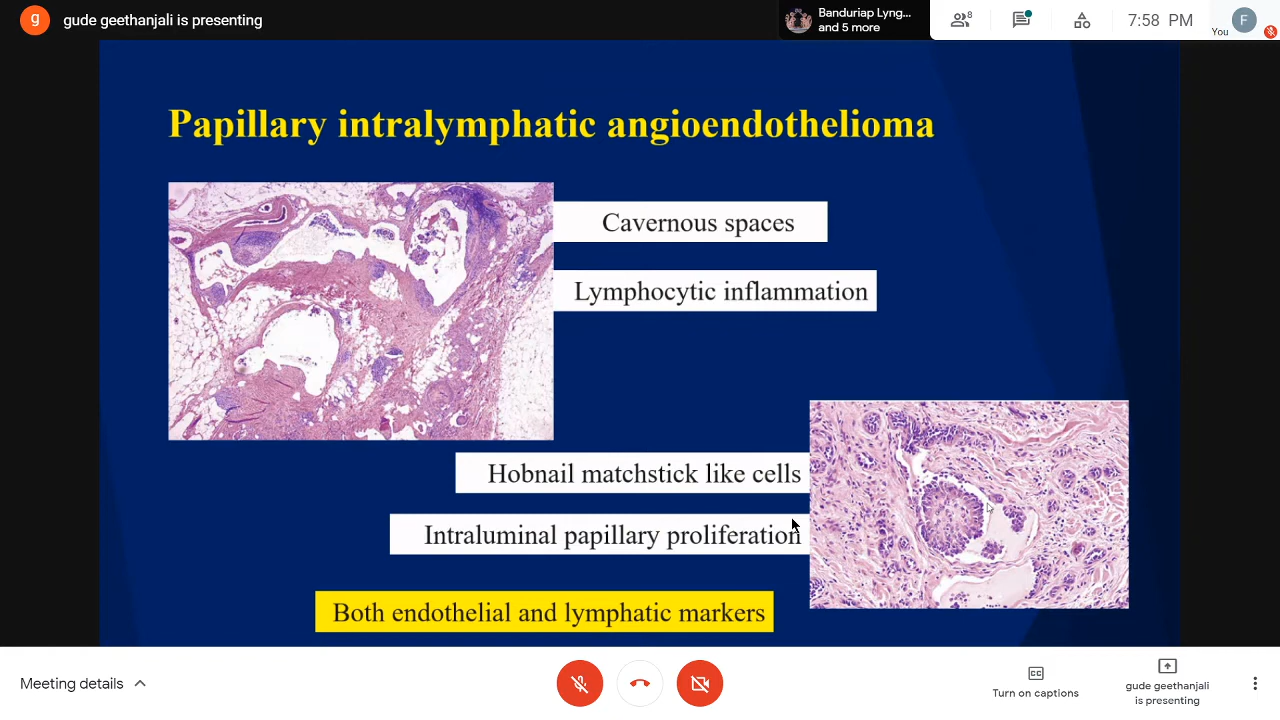 g
gude geethanjali is presenting
Banduriap Lyng...
and 5 more
8
7:58 PM
You
F
Papillary intralymphatic angioendothelioma
Cavernous spaces
Lymphocytic inflammation
Hobnail matchstick like cells
Intraluminal papillary proliferation
Both endothelial and lymphatic markers
Meeting details
CC
Turn on captions
gude geethanjali
is presenting